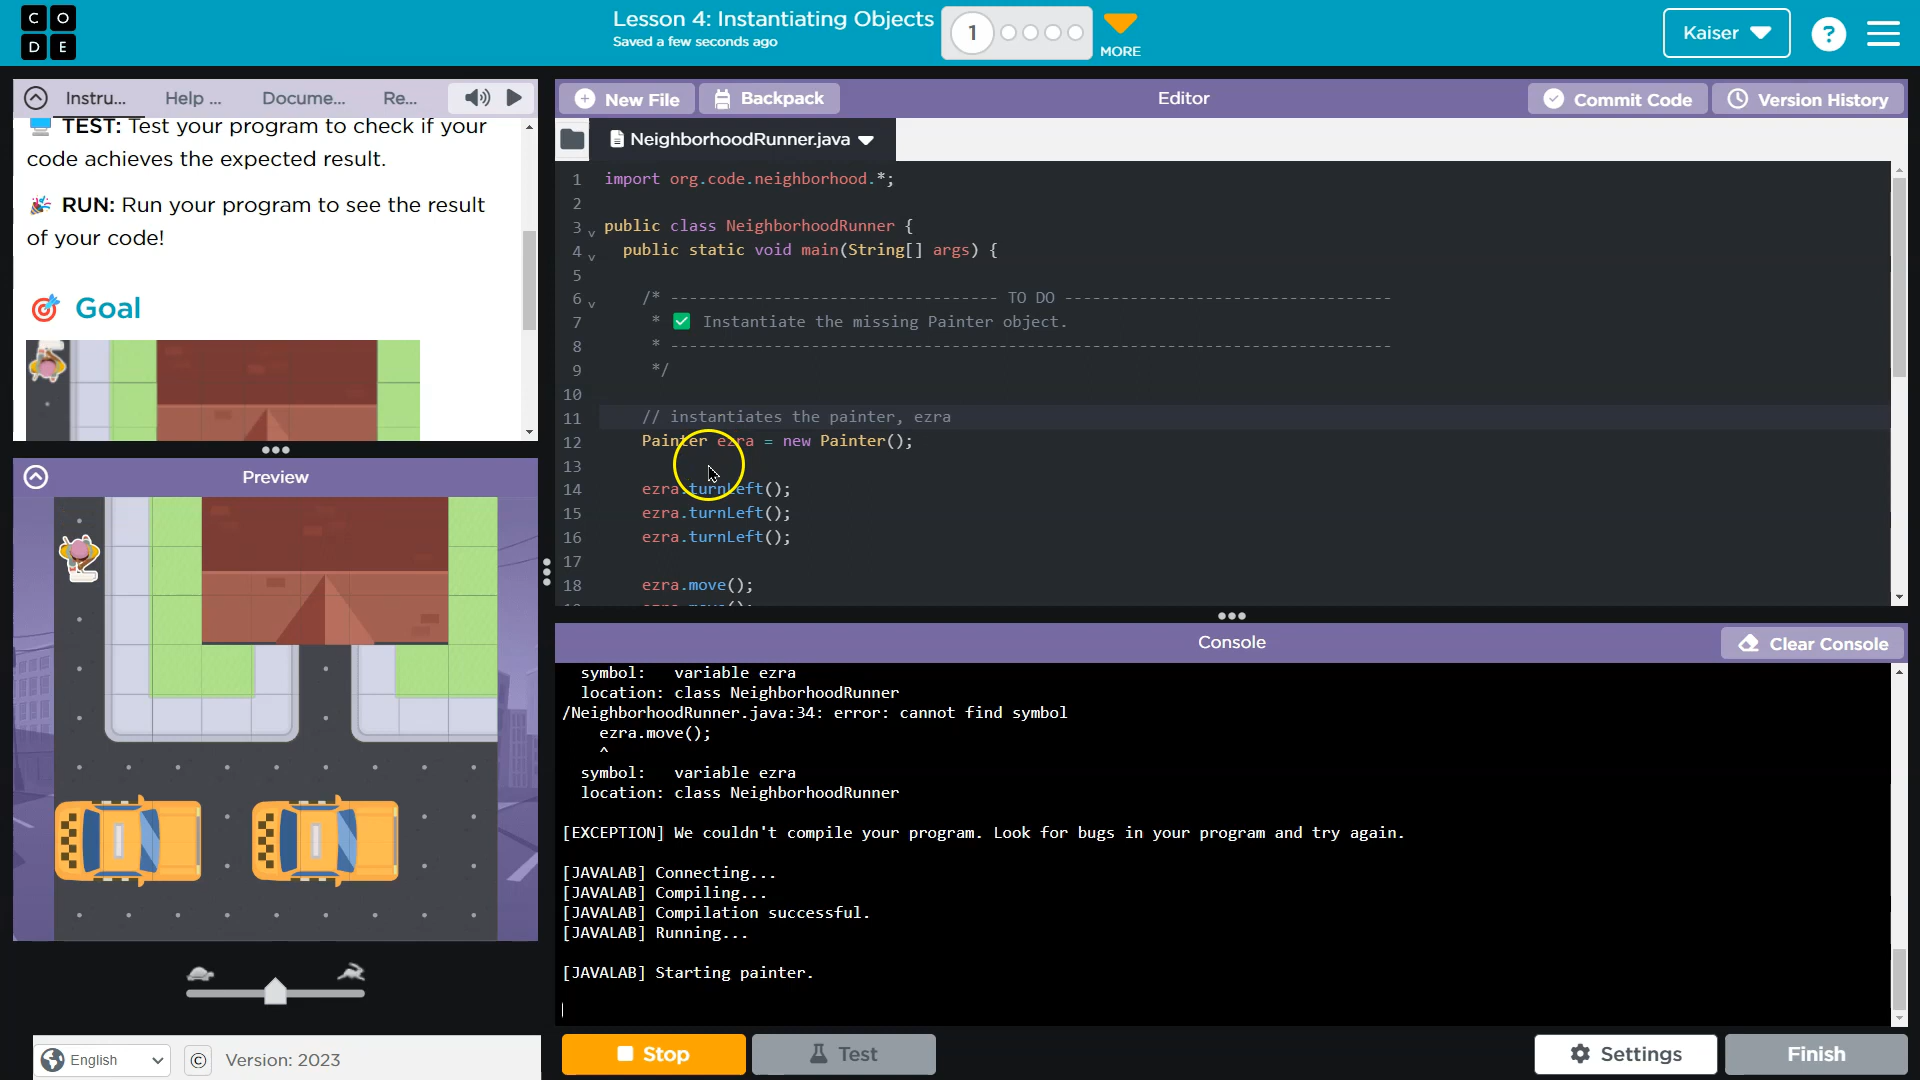 C O
D E
Lesson 4: Instantiating Objects
Saved a few seconds ago
1
MORE
Kaiser
?
Instru...
Help ...
Docume...
Re...
TEST: Test your program to check if your
code achieves the expected result.
RUN: Run your program to see the result
of your code!
Goal
Preview
English
©
Version: 2023
New File
Backpack
Editor
Commit Code
Version History
NeighborhoodRunner.java
1 import org.code.neighborhood.*;
2
3 public class NeighborhoodRunner {
4 public static void main(String[] args) {
5
6 /* ----------------------------------- TO DO -----------------------------------
7 * ✅ Instantiate the missing Painter object.
8 * -----------------------------------------------------------------------------
9 */
10
11 // instantiates the painter, ezra
12 Painter ezra = new Painter();
13
14 ezra.turnLeft();
15 ezra.turnLeft();
16 ezra.turnLeft();
17
18 ezra.move();
Console
Clear Console
symbol: variable ezra
location: class NeighborhoodRunner
/NeighborhoodRunner.java:34: error: cannot find symbol
ezra.move();
^
symbol: variable ezra
location: class NeighborhoodRunner
[EXCEPTION] We couldn't compile your program. Look for bugs in your program and try again.
[JAVALAB] Connecting...
[JAVALAB] Compiling...
[JAVALAB] Compilation successful.
[JAVALAB] Running...
[JAVALAB] Starting painter.
Stop
Test
Settings
Finish